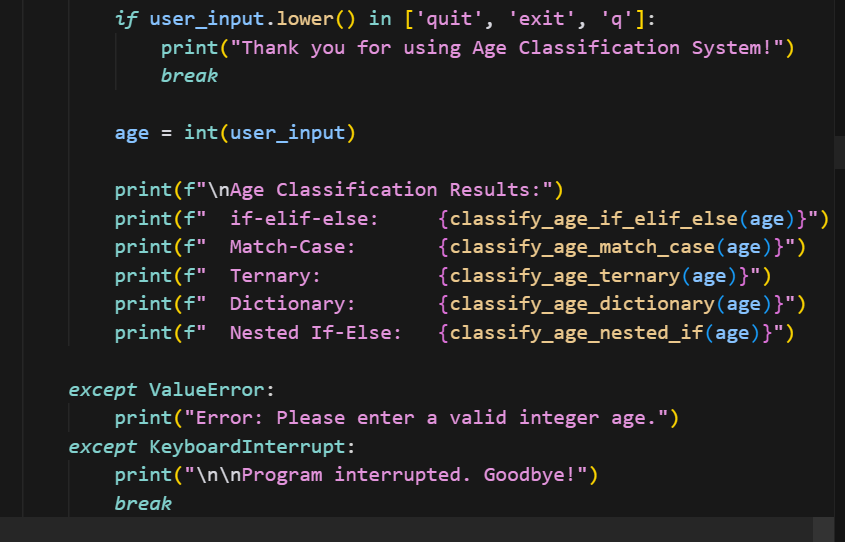 if user_input.lower() in ['quit', 'exit', 'q']:
    print("Thank you for using Age Classification System!")
    break

age = int(user_input)

print(f"\nAge Classification Results:")
print(f"  if-elif-else:     {classify_age_if_elif_else(age)}")
print(f"  Match-Case:       {classify_age_match_case(age)}")
print(f"  Ternary:          {classify_age_ternary(age)}")
print(f"  Dictionary:       {classify_age_dictionary(age)}")
print(f"  Nested If-Else:   {classify_age_nested_if(age)}")

except ValueError:
    print("Error: Please enter a valid integer age.")
except KeyboardInterrupt:
    print("\n\nProgram interrupted. Goodbye!")
    break